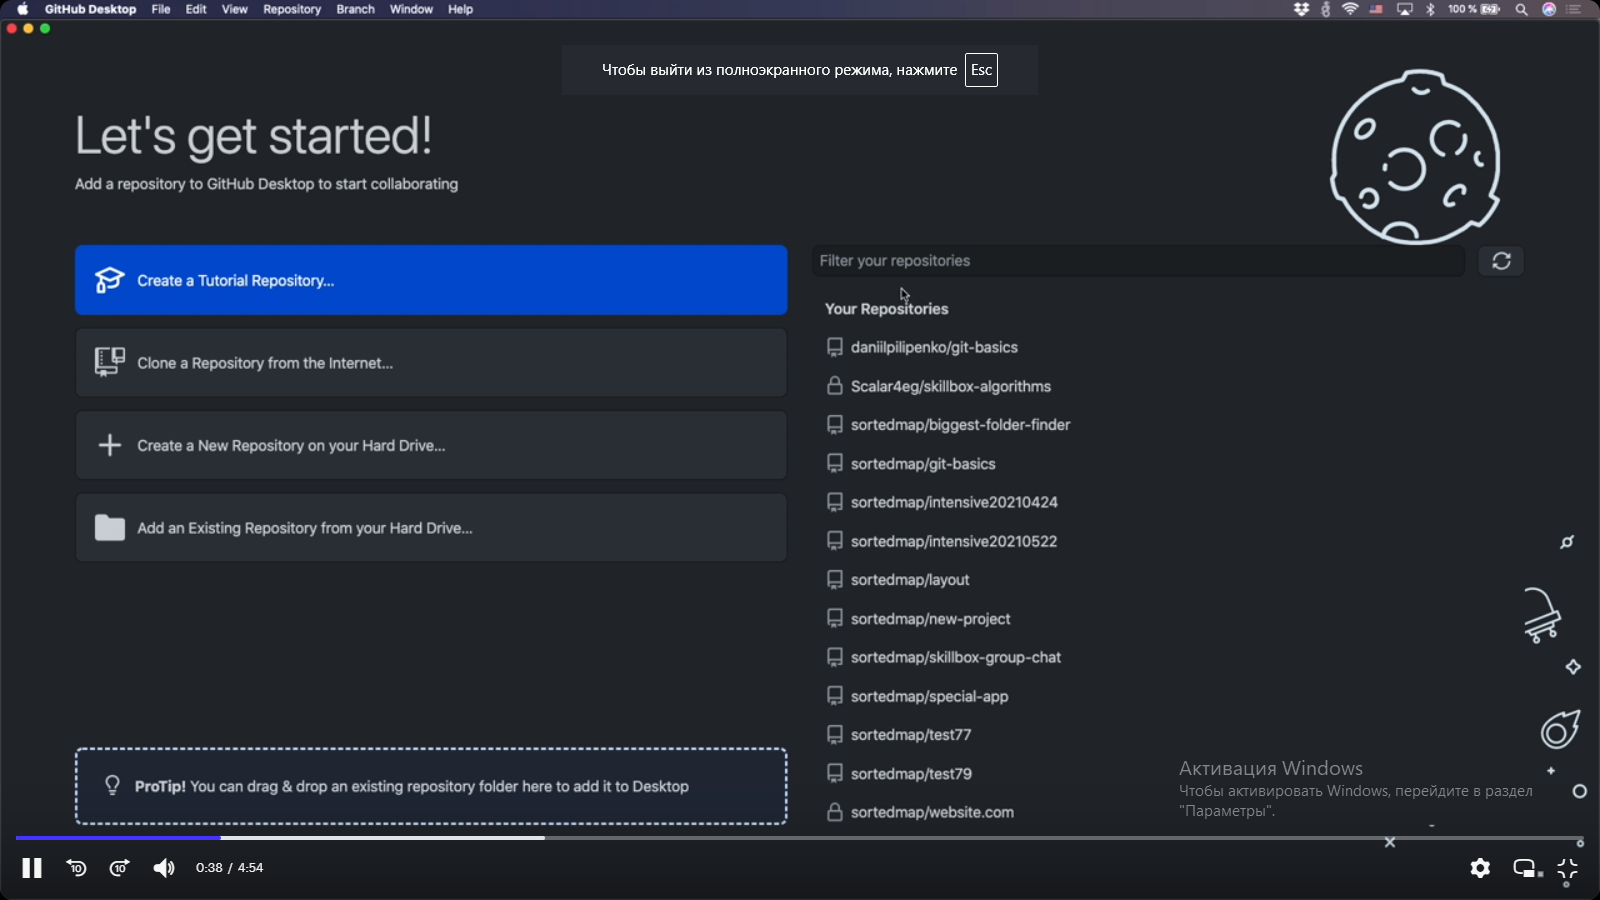 GitHub Desktop File Edit View Repository Branch Window Help 100 %
Чтобы выйти из полноэкранного режима, нажмите Esc
Let's get started!
Add a repository to GitHub Desktop to start collaborating
Create a Tutorial Repository...
Clone a Repository from the Internet...
Create a New Repository on your Hard Drive...
Add an Existing Repository from your Hard Drive...
ProTip! You can drag & drop an existing repository folder here to add it to Desktop
Filter your repositories
Your Repositories
daniilpilipenko/git-basics
Scalar4eg/skillbox-algorithms
sortedmap/biggest-folder-finder
sortedmap/git-basics
sortedmap/intensive20210424
sortedmap/intensive20210522
sortedmap/layout
sortedmap/new-project
sortedmap/skillbox-group-chat
sortedmap/special-app
sortedmap/test77
sortedmap/test79
sortedmap/website.com
Активация Windows
Чтобы активировать Windows, перейдите в раздел
"Параметры".
10 10 0:38 / 4:54